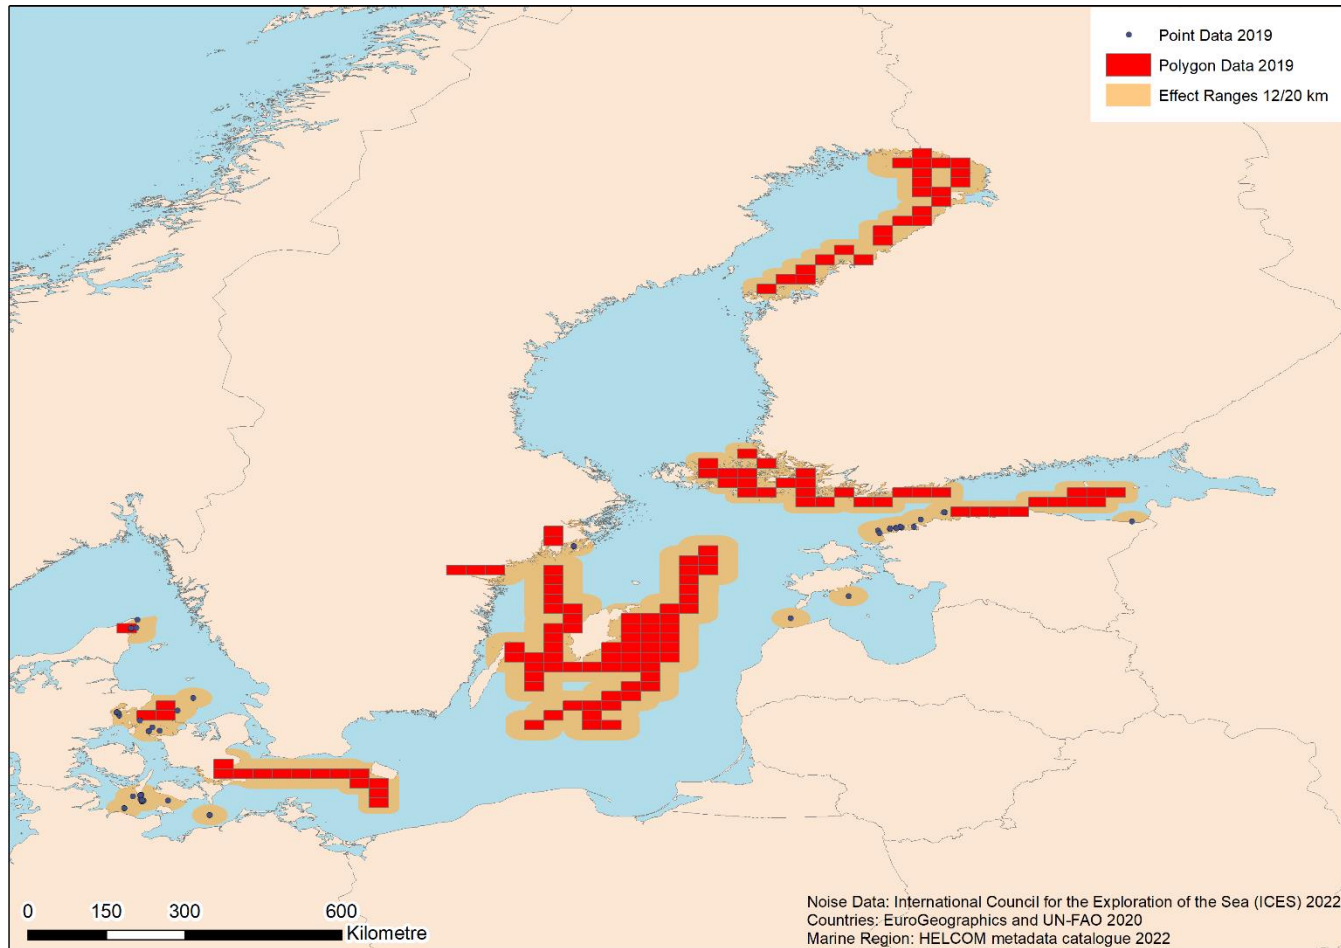 Point Data 2019
Polygon Data 2019
Effect Ranges 12/20 km
0 150 300 600
Kilometre
Noise Data: International Council for the Exploration of the Sea (ICES) 2022
Countries: EuroGeographics and UN-FAO 2020
Marine Region: HELCOM metadata catalogue 2022